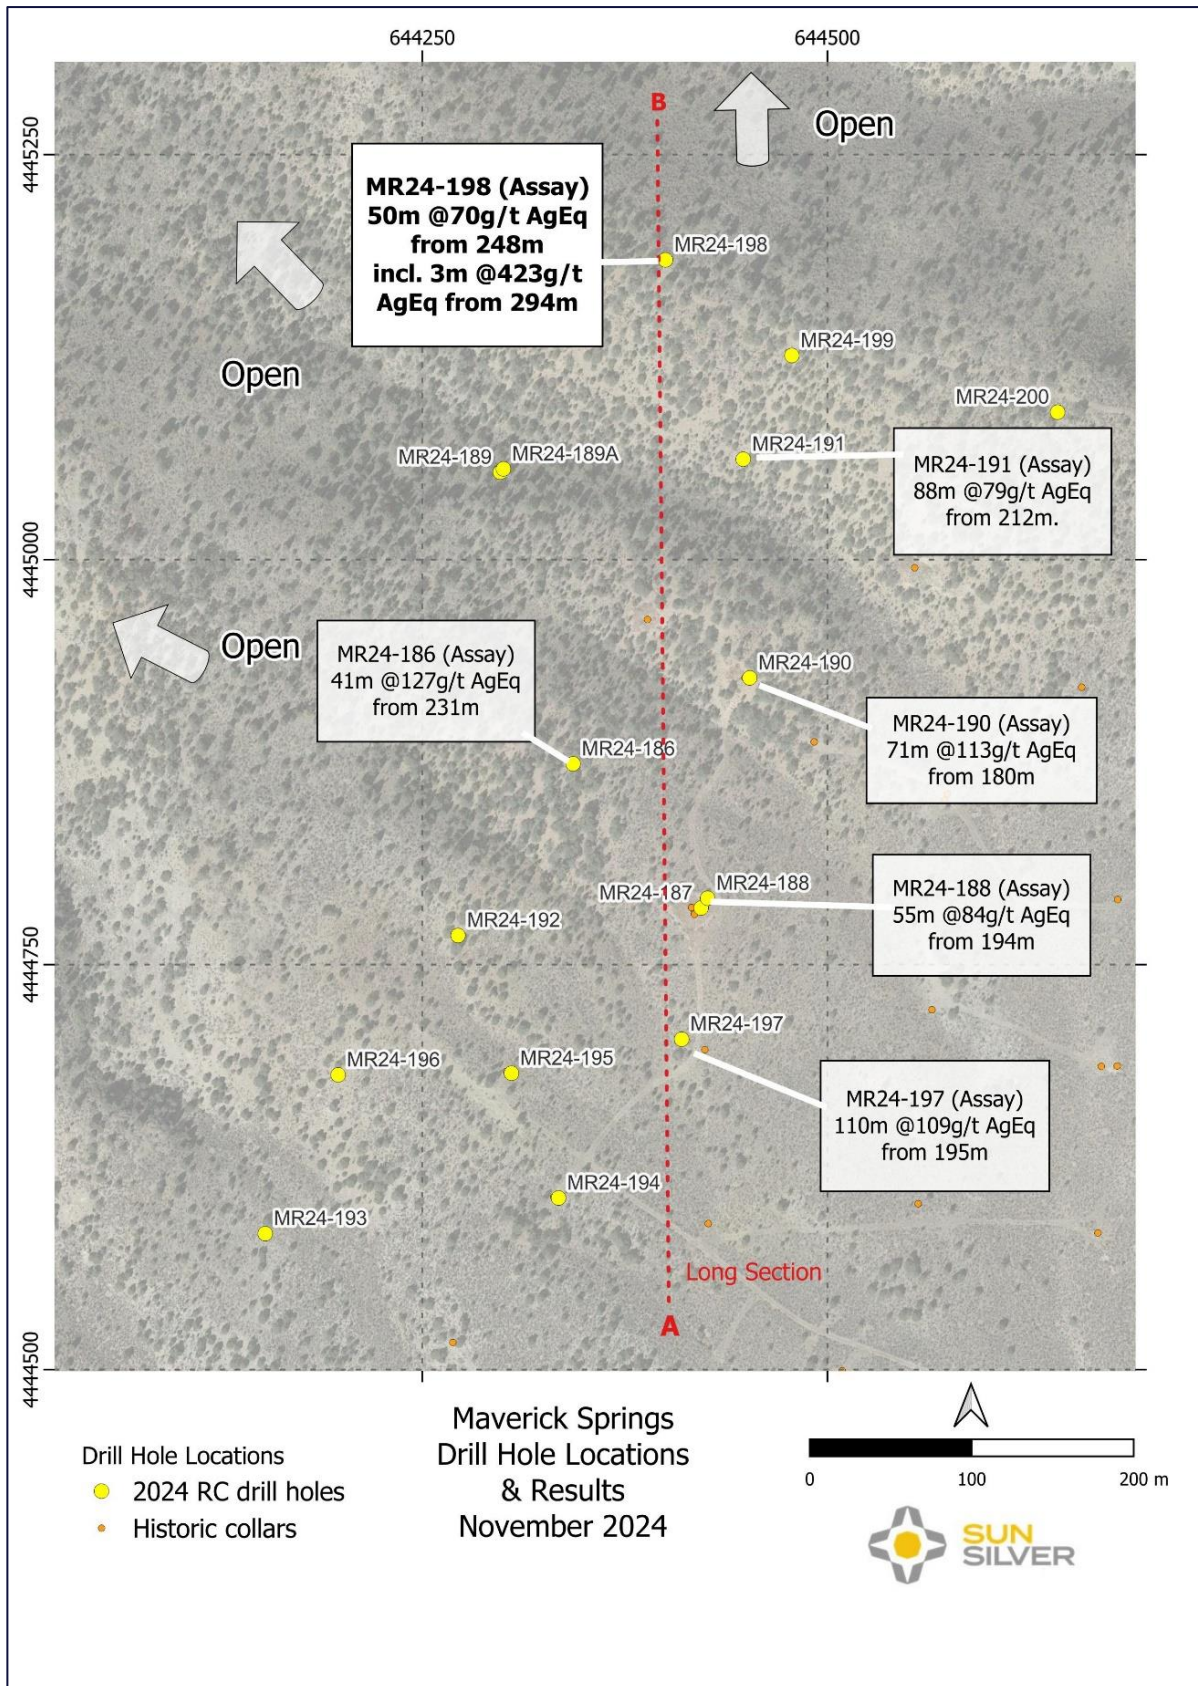 644250
644500
B
Open
4445250
MR24-198 (Assay)
50m @70g/t AgEq
from 248m
incl. 3m @423g/t
AgEq from 294m
MR24-198
MR24-199
Open
MR24-200
MR24-191
MR24-189
MR24-189A
MR24-191 (Assay)
88m @79g/t AgEq
from 212m.
4445000
Open
MR24-186 (Assay)
41m @127g/t AgEq
from 231m
MR24-190
MR24-190 (Assay)
71m @113g/t AgEq
from 180m
MR24-186
MR24-187
MR24-188
MR24-188 (Assay)
55m @84g/t AgEq
from 194m
MR24-192
4444750
MR24-197
MR24-196
MR24-195
MR24-197 (Assay)
110m @109g/t AgEq
from 195m
MR24-194
MR24-193
Long Section
A
4444500
Maverick Springs
Drill Hole Locations
& Results
November 2024
Drill Hole Locations
2024 RC drill holes
Historic collars
0
100
200 m
SUN
SILVER